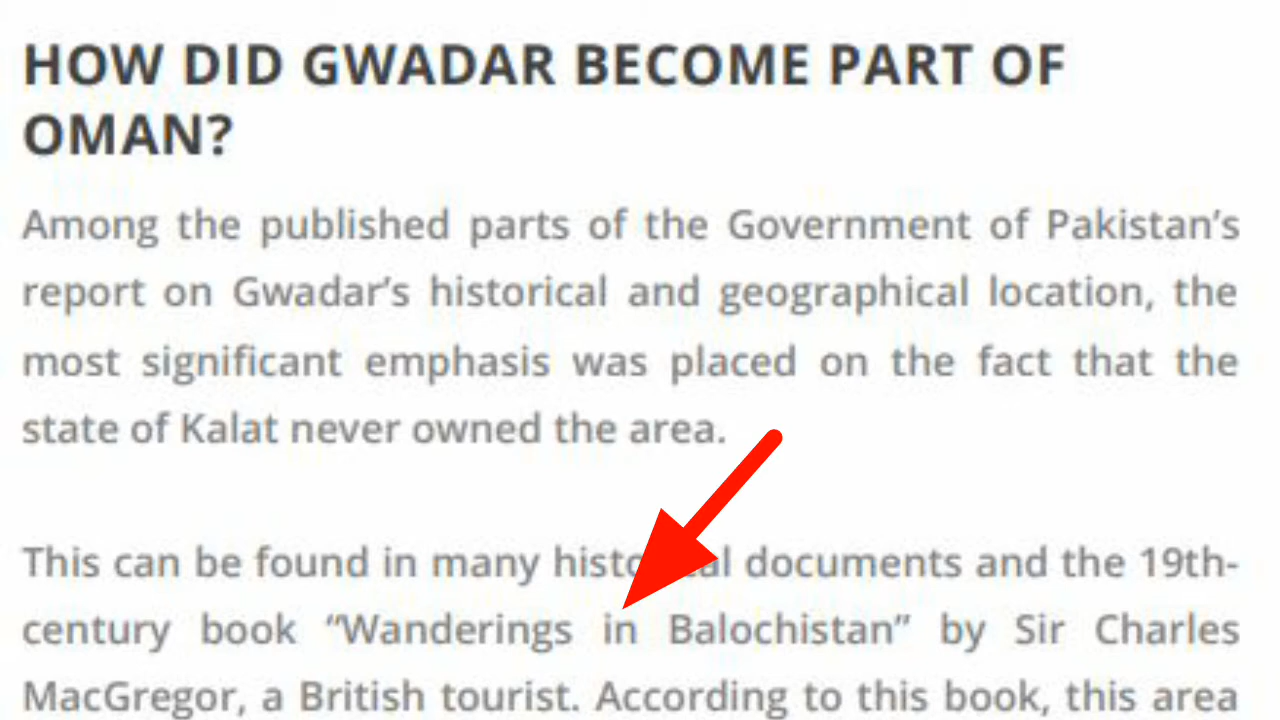 HOW DID GWADAR BECOME PART OF
OMAN?
Among the published parts of the Government of Pakistan’s
report on Gwadar’s historical and geographical location, the
most significant emphasis was placed on the fact that the
state of Kalat never owned the area.
This can be found in many documents and the 19th-
century book “Wanderings in Balochistan” by Sir Charles
MacGregor, a British tourist. According to this book, this area